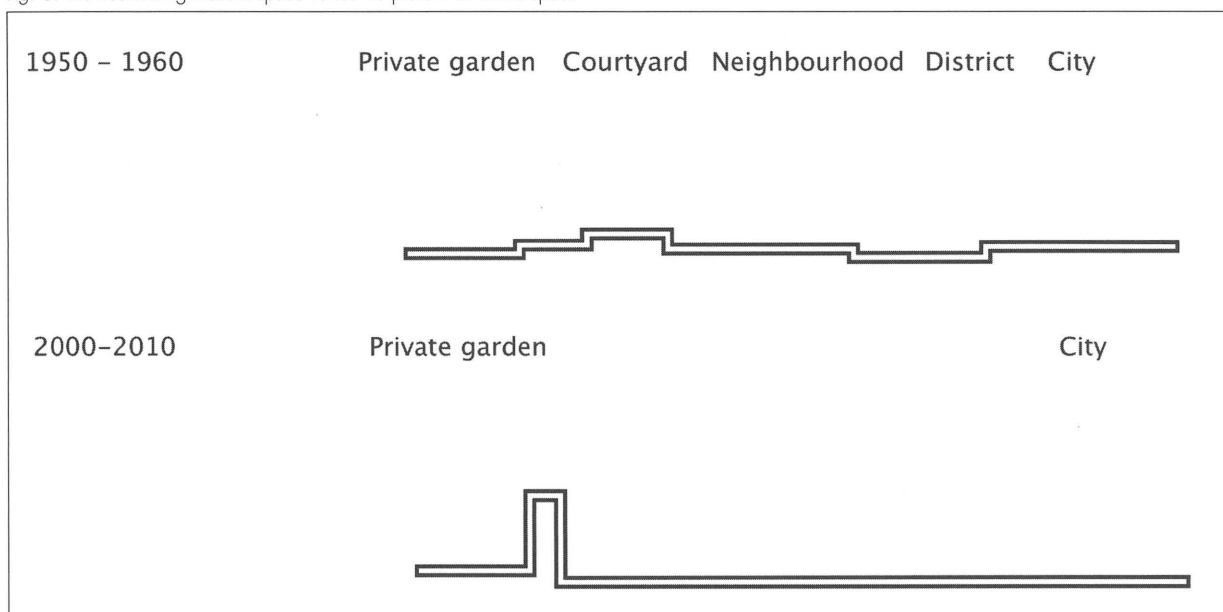 1950 – 1960 Private garden Courtyard Neighbourhood District City
2000–2010 Private garden City